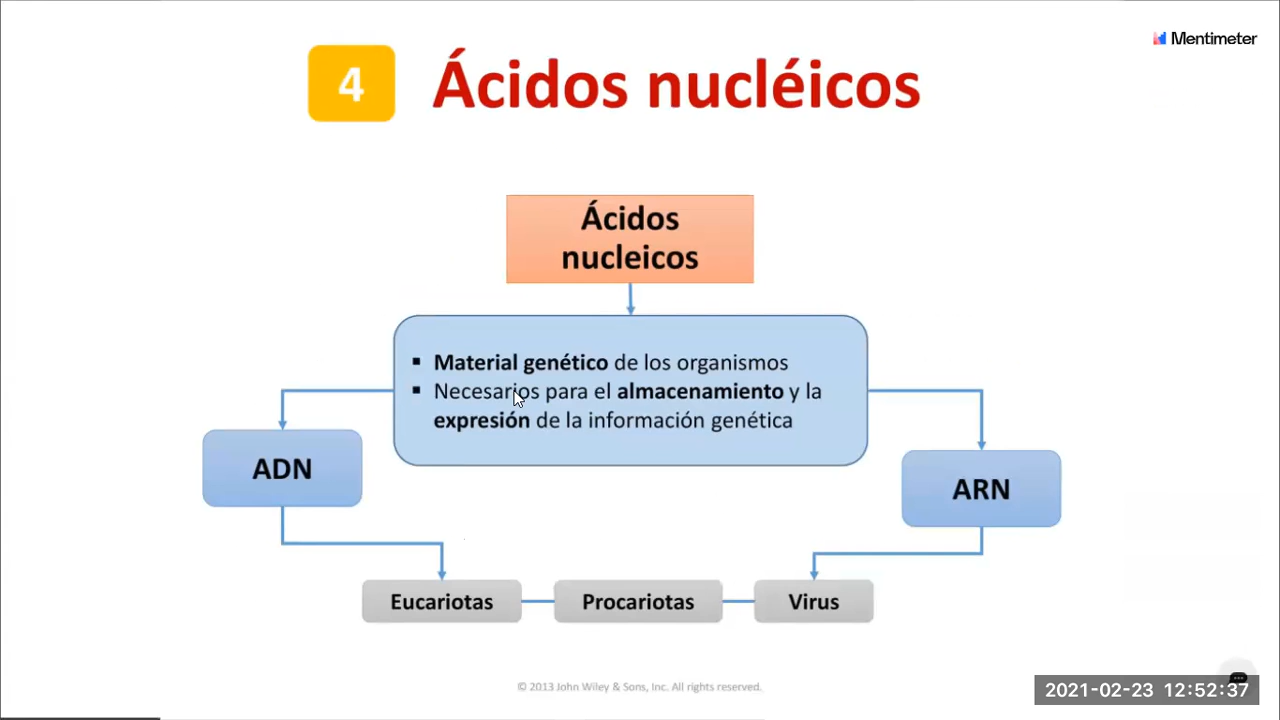 Mentimeter
4
Ácidos nucléicos
Ácidos
nucleicos
▪ Material genético de los organismos
▪ Necesarios para el almacenamiento y la
expresión de la información genética
ADN
ARN
Eucariotas
Procariotas
Virus
© 2013 John Wiley & Sons, Inc. All rights reserved.
2021-02-23 12:52:37